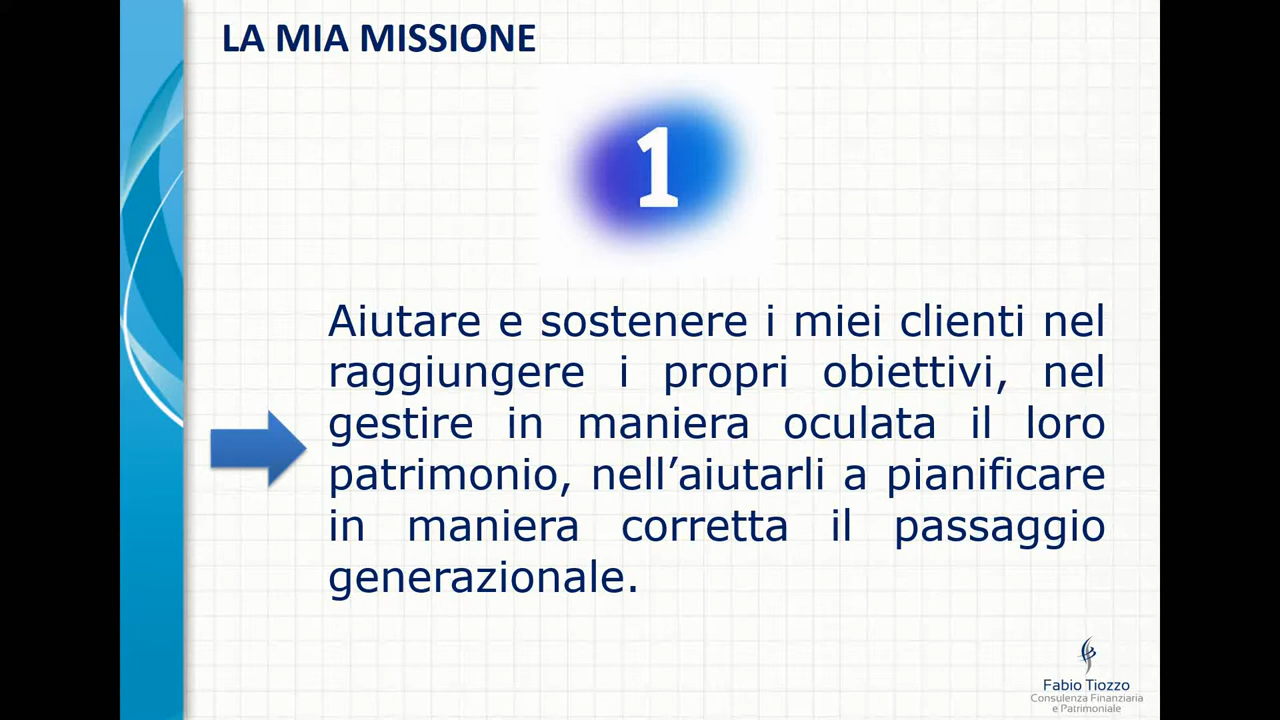 LA MIA MISSIONE
1
Aiutare e sostenere i miei clienti nel
raggiungere i propri obiettivi, nel
gestire in maniera oculata il loro
patrimonio, nell’aiutarli a pianificare
in maniera corretta il passaggio
generazionale.
Fabio Tiozzo
Consulenza Finanziaria
e Patrimoniale